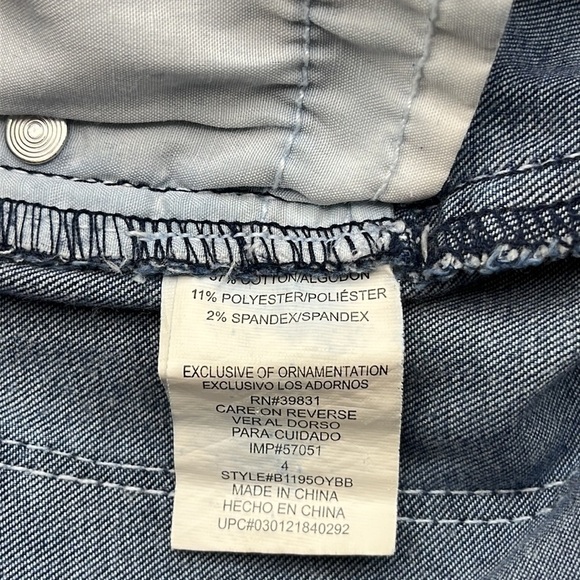 COTTON/ALGODON
11% POLYESTER/POLIÉSTER
2% SPANDEX/SPANDEX
EXCLUSIVE OF ORNAMENTATION
EXCLUSIVO LOS ADORNOS
RN#39831
CARE ON REVERSE
VER AL DORSO
PARA CUIDADO
IMP#57051
4
STYLE#B1195OYBB
MADE IN CHINA
HECHO EN CHINA
UPC#030121840292